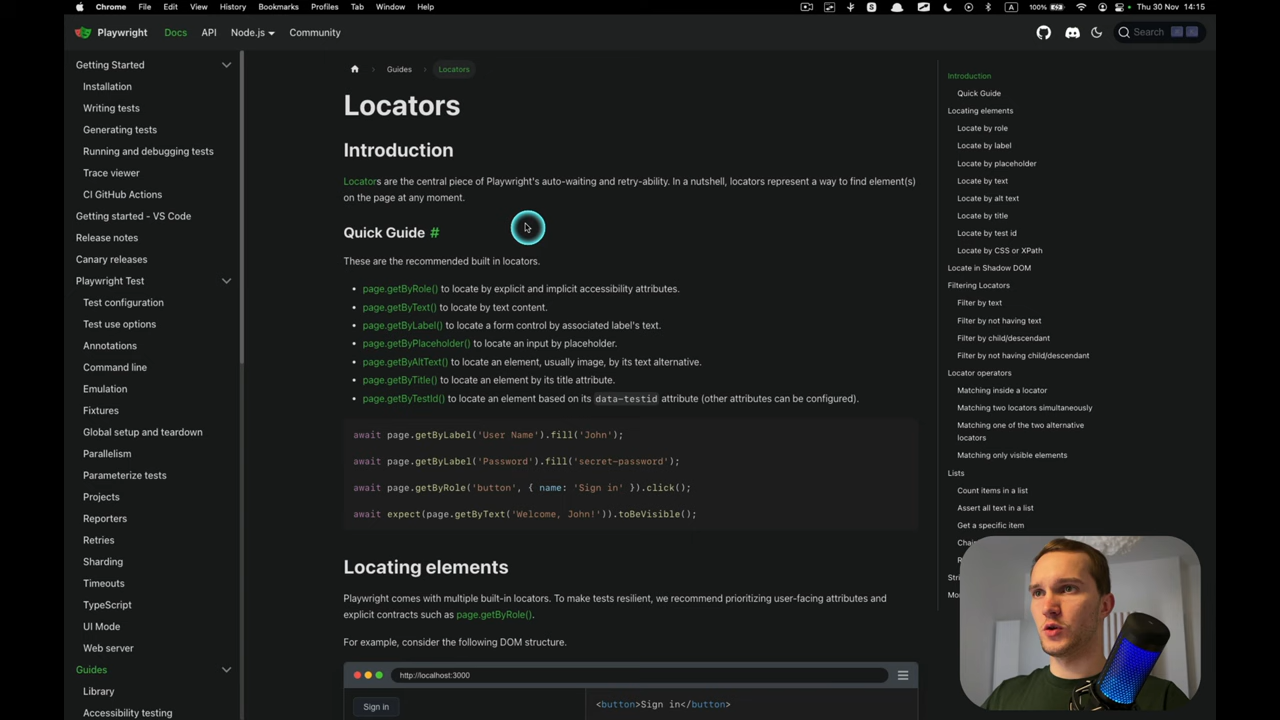 Chrome File Edit View History Bookmarks Profiles Tab Window Help
100% A Thu 30 Nov 14:15
Playwright Docs API Node.js Community Search
Getting Started
Installation
Writing tests
Generating tests
Running and debugging tests
Trace viewer
CI GitHub Actions
Getting started - VS Code
Release notes
Canary releases
Playwright Test
Test configuration
Test use options
Annotations
Command line
Emulation
Fixtures
Global setup and teardown
Parallelism
Parameterize tests
Projects
Reporters
Retries
Sharding
Timeouts
TypeScript
UI Mode
Web server
Guides
Library
Accessibility testing
Guides Locators
Locators
Introduction
Locators are the central piece of Playwright's auto-waiting and retry-ability. In a nutshell, locators represent a way to find element(s)
on the page at any moment.
Quick Guide #
These are the recommended built in locators.
page.getByRole() to locate by explicit and implicit accessibility attributes.
page.getByText() to locate by text content.
page.getByLabel() to locate a form control by associated label's text.
page.getByPlaceholder() to locate an input by placeholder.
page.getByAltText() to locate an element, usually image, by its text alternative.
page.getByTitle() to locate an element by its title attribute.
page.getByTestId() to locate an element based on its data-testid attribute (other attributes can be configured).
await page.getByLabel('User Name').fill('John');
await page.getByLabel('Password').fill('secret-password');
await page.getByRole('button', { name: 'Sign in' }).click();
await expect(page.getByText('Welcome, John!')).toBeVisible();
Locating elements
Playwright comes with multiple built-in locators. To make tests resilient, we recommend prioritizing user-facing attributes and
explicit contracts such as page.getByRole().
For example, consider the following DOM structure.
http://localhost:3000
Sign in
<button>Sign in</button>
Introduction
Quick Guide
Locating elements
Locate by role
Locate by label
Locate by placeholder
Locate by text
Locate by alt text
Locate by title
Locate by test id
Locate by CSS or XPath
Locate in Shadow DOM
Filtering Locators
Filter by text
Filter by not having text
Filter by child/descendant
Filter by not having child/descendant
Locator operators
Matching inside a locator
Matching two locators simultaneously
Matching one of the two alternative
locators
Matching only visible elements
Lists
Count items in a list
Assert all text in a list
Get a specific item